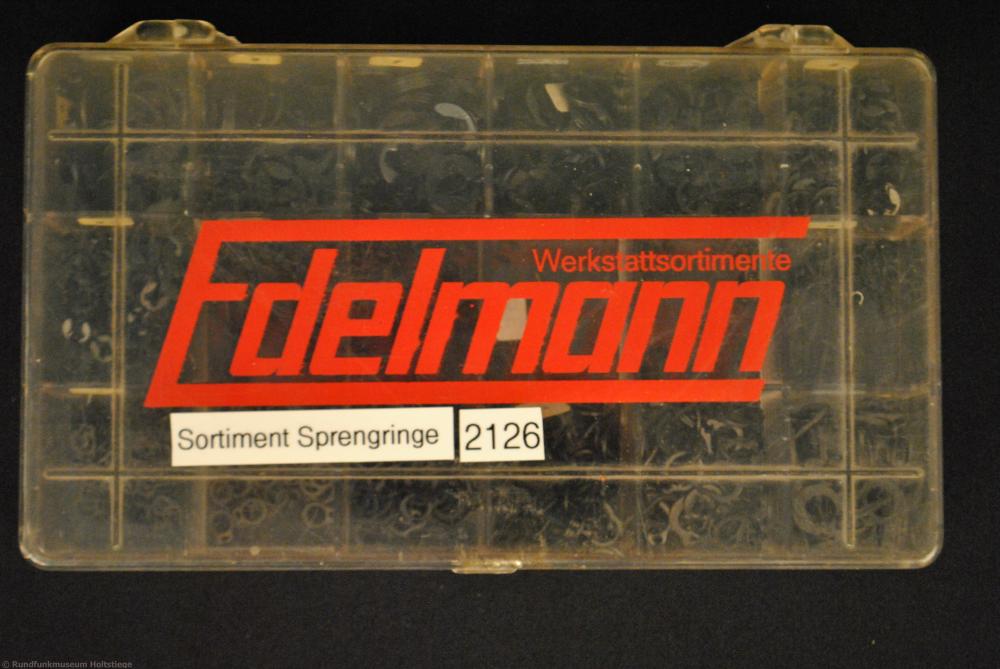 Werkstattsortimente
Edelmann
Sortiment Sprengringe 2126
© Rundfunkmuseum Holtstiege